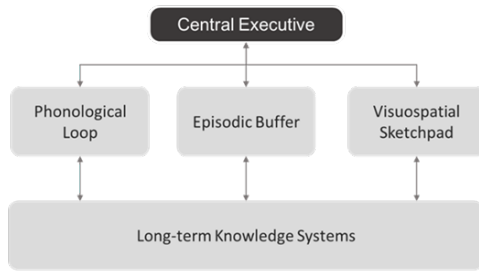 Central Executive
Phonological
Loop
Episodic Buffer
Visuospatial
Sketchpad
Long-term Knowledge Systems